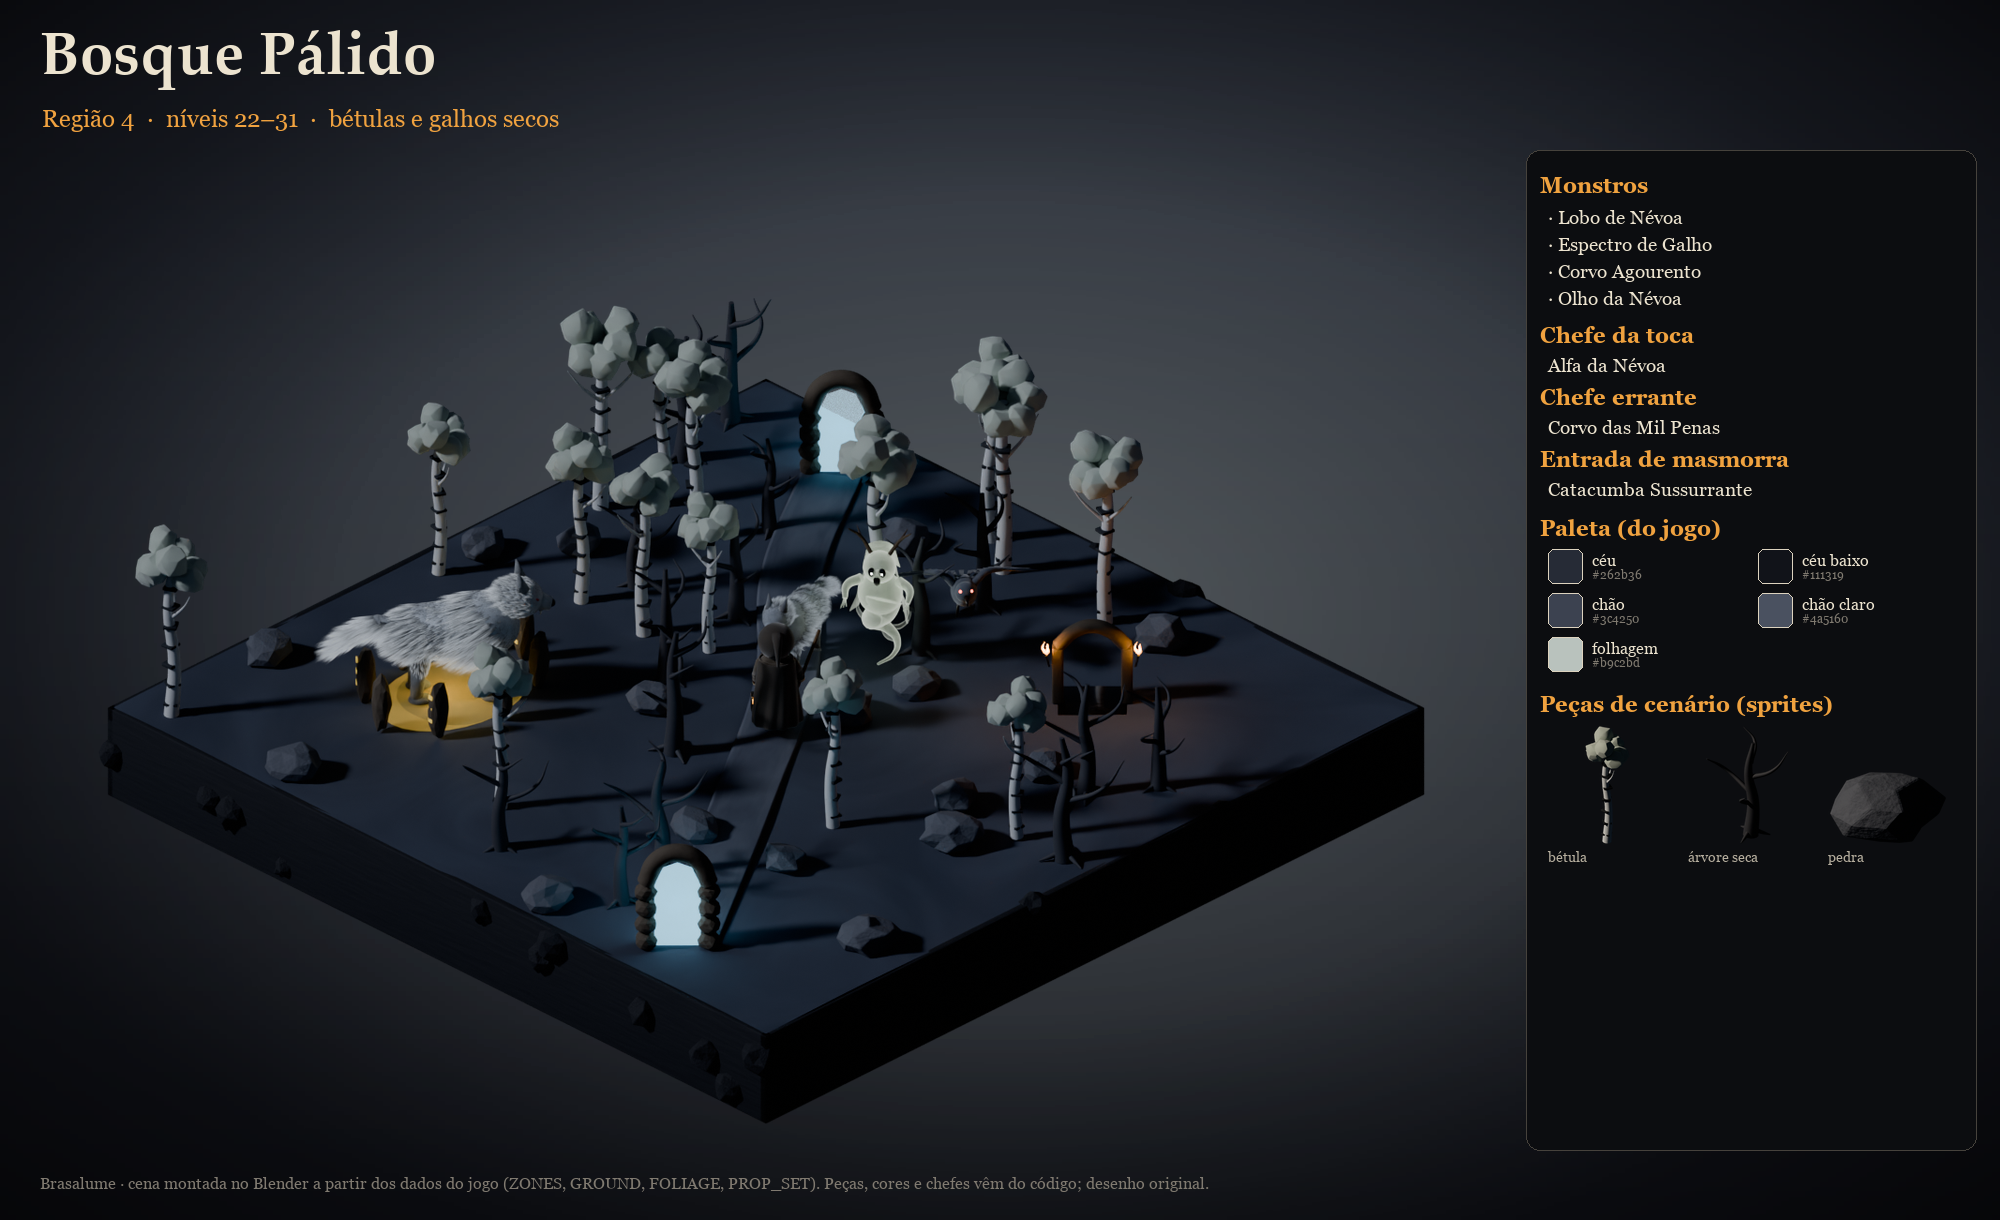 Bosque Pálido
Região 4 · níveis 22–31 · bétulas e galhos secos
Monstros
· Lobo de Névoa
· Espectro de Galho
· Corvo Agourento
· Olho da Névoa
Chefe da toca
Alfa da Névoa
Chefe errante
Corvo das Mil Penas
Entrada de masmorra
Catacumba Sussurrante
Paleta (do jogo)
céu
#262b36
céu baixo
#111319
chão
#3c4250
chão claro
#4a5160
folhagem
#b9c2bd
Peças de cenário (sprites)
bétula
árvore seca
pedra
Brasalume · cena montada no Blender a partir dos dados do jogo (ZONES, GROUND, FOLIAGE, PROP_SET). Peças, cores e chefes vêm do código; desenho original.